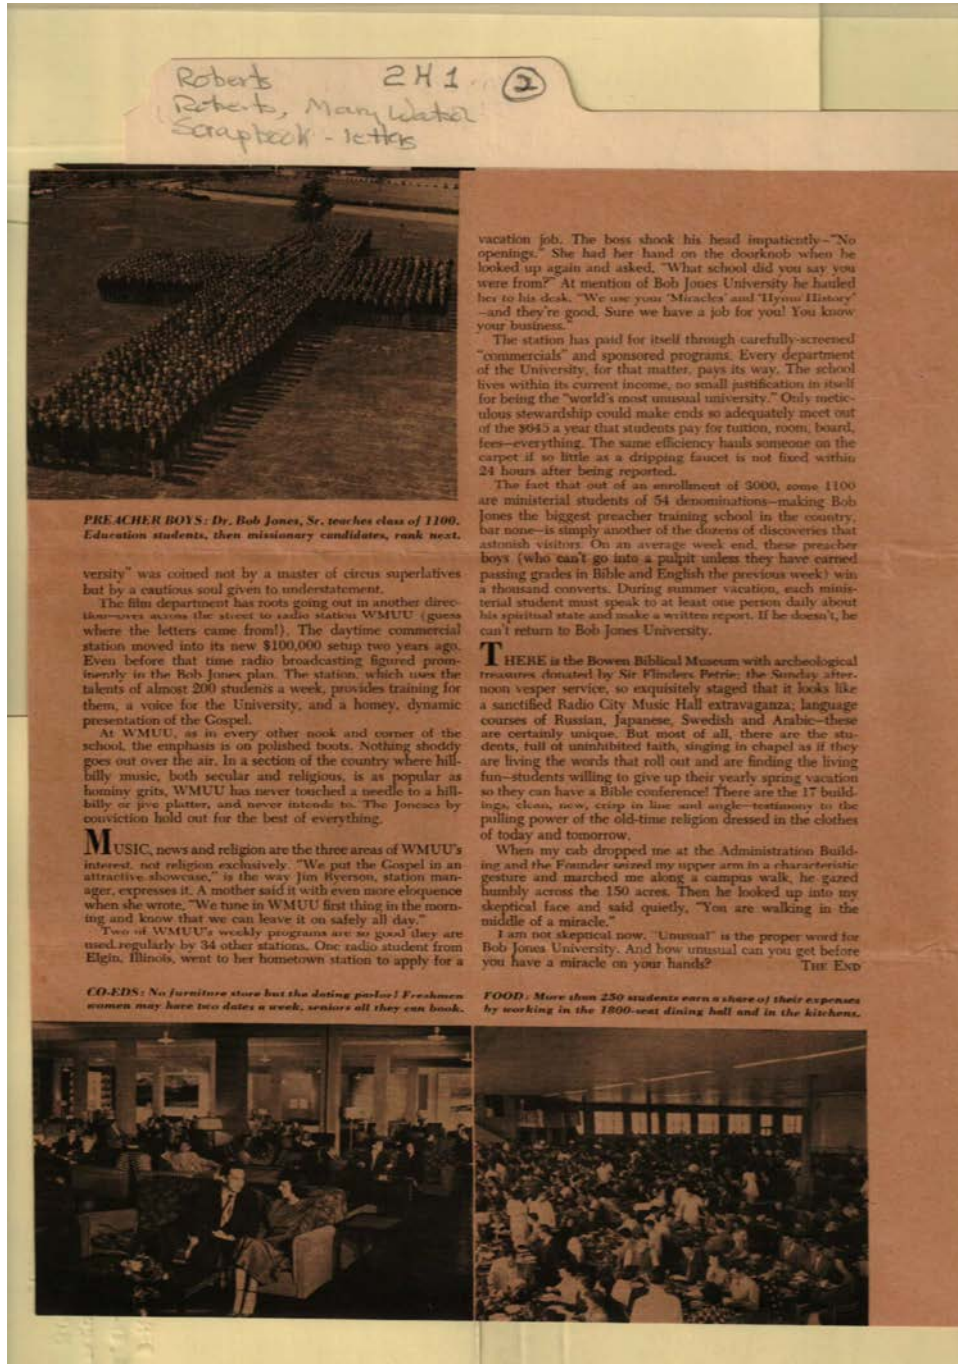 Roberts 2H1 2
Roberts, Mary Watson
Scrapbook - letters
PREACHER BOYS: Dr. Bob Jones, Sr. teaches class of 1100.
Education students, then missionary candidates, rank next.
versity" was coined not by a master of circus superlatives
but by a cautious soul given to understatement.
The film department has roots going out in another direc-
tion—over across the street to radio station WMUU (guess
where the letters came from!). The daytime commercial
station moved into its new $100,000 setup two years ago.
Even before that time radio broadcasting figured prom-
inently in the Bob Jones plan. The station, which uses the
talents of almost 200 students a week, provides training for
them, a voice for the University, and a homey, dynamic
presentation of the Gospel.
At WMUU, as in every other nook and corner of the
school, the emphasis is on polished boots. Nothing shoddy
goes out over the air. In a section of the country where hill-
billy music, both secular and religious, is as popular as
hominy grits, WMUU has never touched a needle to a hill-
billy or jive platter, and never intends to. The Joneses by
conviction hold out for the best of everything.
MUSIC, news and religion are the three areas of WMUU's
interest, not religion exclusively. "We put the Gospel in an
attractive showcase," is the way Jim Ryerson, station man-
ager, expresses it. A mother said it with even more eloquence
when she wrote, "We tune in WMUU first thing in the morn-
ing and know that we can leave it on safely all day."
Two of WMUU's weekly programs are so good they are
used regularly by 34 other stations. One radio student from
Elgin, Illinois, went to her hometown station to apply for a
CO-EDS: No furniture store but the dating parlor! Freshmen
women may have two dates a week, seniors all they can book.
vacation job. The boss shook his head impatiently—"No
openings." She had her hand on the doorknob when he
looked up again and asked, "What school did you say you
were from?" At mention of Bob Jones University he hauled
her to his desk. "We use your 'Miracles' and 'Hymn History'
—and they're good. Sure we have a job for you! You know
your business."
The station has paid for itself through carefully-screened
"commercials" and sponsored programs. Every department
of the University, for that matter, pays its way. The school
lives within its current income, no small justification in itself
for being the "world's most unusual university." Only metic-
ulous stewardship could make ends so adequately meet out
of the $645 a year that students pay for tuition, room, board,
fees—everything. The same efficiency hauls someone on the
carpet if so little as a dripping faucet is not fixed within
24 hours after being reported.
The fact that out of an enrollment of 3000, some 1100
are ministerial students of 54 denominations—making Bob
Jones the biggest preacher training school in the country,
bar none—is simply another of the dozens of discoveries that
astonish visitors. On an average week end, these preacher
boys (who can't go into a pulpit unless they have earned
passing grades in Bible and English the previous week) win
a thousand converts. During summer vacation, each minis-
terial student must speak to at least one person daily about
his spiritual state and make a written report. If he doesn't, he
can't return to Bob Jones University.
THERE is the Bowen Biblical Museum with archeological
treasures donated by Sir Flinders Petrie; the Sunday after-
noon vesper service, so exquisitely staged that it looks like
a sanctified Radio City Music Hall extravaganza; language
courses of Russian, Japanese, Swedish and Arabic—these
are certainly unique. But most of all, there are the stu-
dents, full of uninhibited faith, singing in chapel as if they
are living the words that roll out and are finding the living
fun—students willing to give up their yearly spring vacation
so they can have a Bible conference! There are the 17 build-
ings, clean, new, crisp in line and angle—testimony to the
pulling power of the old-time religion dressed in the clothes
of today and tomorrow.
When my cab dropped me at the Administration Build-
ing and the Founder seized my upper arm in a characteristic
gesture and marched me along a campus walk, he gazed
humbly across the 150 acres. Then he looked up into my
skeptical face and said quietly, "You are walking in the
middle of a miracle."
I am not skeptical now. "Unusual" is the proper word for
Bob Jones University. And how unusual can you get before
you have a miracle on your hands? THE END
FOOD: More than 250 students earn a share of their expenses
by working in the 1800-seat dining hall and in the kitchens.